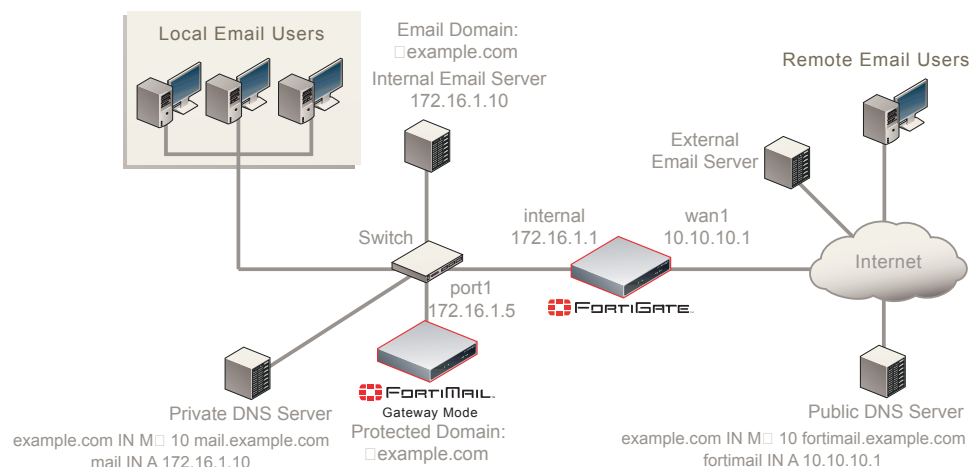 Local Email Users
Email Domain:
□example.com
Internal Email Server
172.16.1.10
Remote Email Users
External
Email Server
internal
172.16.1.1
wan1
10.10.10.1
Switch
Internet
port1
172.16.1.5
FORTIGATE
FORTIMAIL
Gateway Mode
Protected Domain:
□example.com
Private DNS Server
example.com IN M□ 10 mail.example.com
mail IN A 172.16.1.10
Public DNS Server
example.com IN M□ 10 fortimail.example.com
fortimail IN A 10.10.10.1